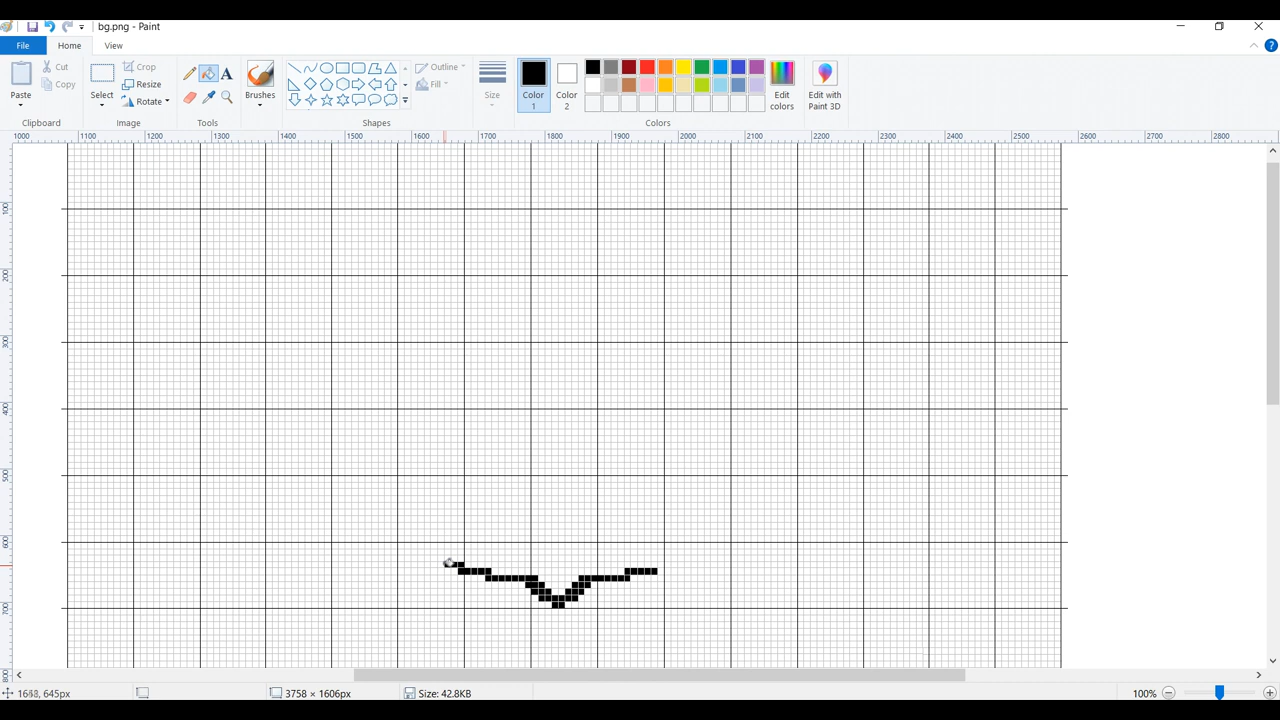 bg.png - Paint
File Home View
Paste Cut Copy
Clipboard
Select Crop Resize Rotate
Image
A
Tools
Brushes
Outline Fill
Shapes
Size
Color 1
Color 2
Edit colors
Colors
Edit with Paint 3D
?
1000 1100 1200 1300 1400 1500 1600 1700 1800 1900 2000 2100 2200 2300 2400 2500 2600 2700 2800
100
200
300
400
500
600
700
800
1648, 645px 3758 × 1606px Size: 42.8KB 100%